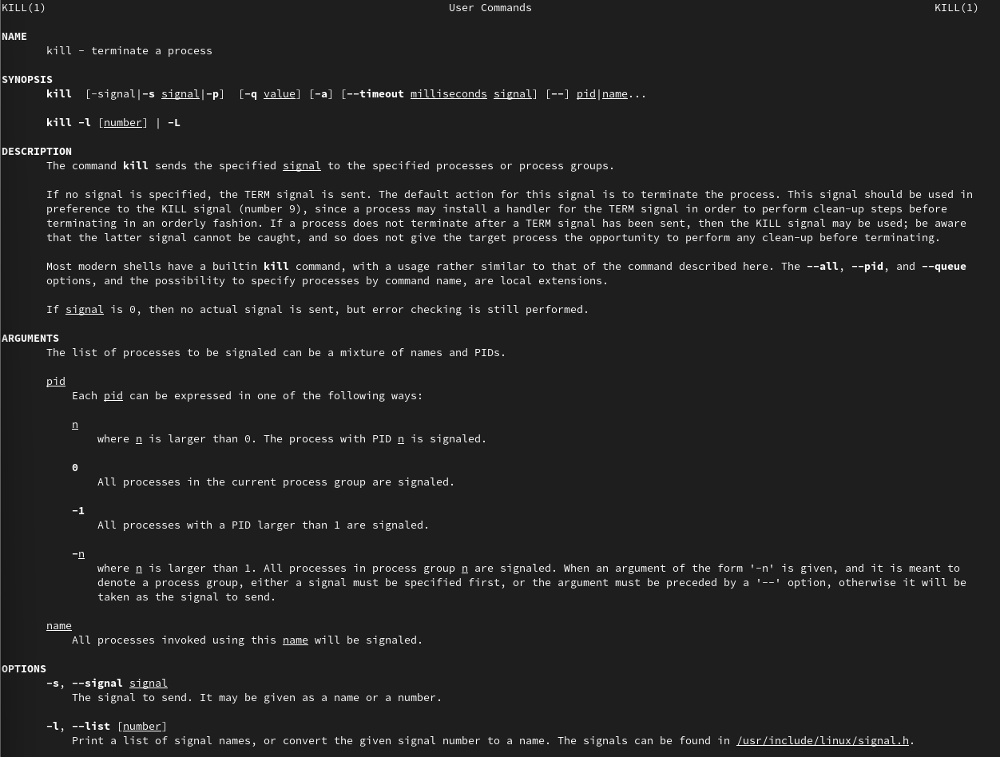 KILL(1) User Commands KILL(1)
NAME
kill - terminate a process
SYNOPSIS
kill [-signal|-s signal|-p] [-q value] [-a] [--timeout milliseconds signal] [--] pid|name...
kill -l [number] | -L
DESCRIPTION
The command kill sends the specified signal to the specified processes or process groups.
If no signal is specified, the TERM signal is sent. The default action for this signal is to terminate the process. This signal should be used in
preference to the KILL signal (number 9), since a process may install a handler for the TERM signal in order to perform clean-up steps before
terminating in an orderly fashion. If a process does not terminate after a TERM signal has been sent, then the KILL signal may be used; be aware
that the latter signal cannot be caught, and so does not give the target process the opportunity to perform any clean-up before terminating.
Most modern shells have a builtin kill command, with a usage rather similar to that of the command described here. The --all, --pid, and --queue
options, and the possibility to specify processes by command name, are local extensions.
If signal is 0, then no actual signal is sent, but error checking is still performed.
ARGUMENTS
The list of processes to be signaled can be a mixture of names and PIDs.
pid
Each pid can be expressed in one of the following ways:
n
where n is larger than 0. The process with PID n is signaled.
0
All processes in the current process group are signaled.
-1
All processes with a PID larger than 1 are signaled.
-n
where n is larger than 1. All processes in process group n are signaled. When an argument of the form '-n' is given, and it is meant to
denote a process group, either a signal must be specified first, or the argument must be preceded by a '--' option, otherwise it will be
taken as the signal to send.
name
All processes invoked using this name will be signaled.
OPTIONS
-s, --signal signal
The signal to send. It may be given as a name or a number.
-l, --list [number]
Print a list of signal names, or convert the given signal number to a name. The signals can be found in /usr/include/linux/signal.h.